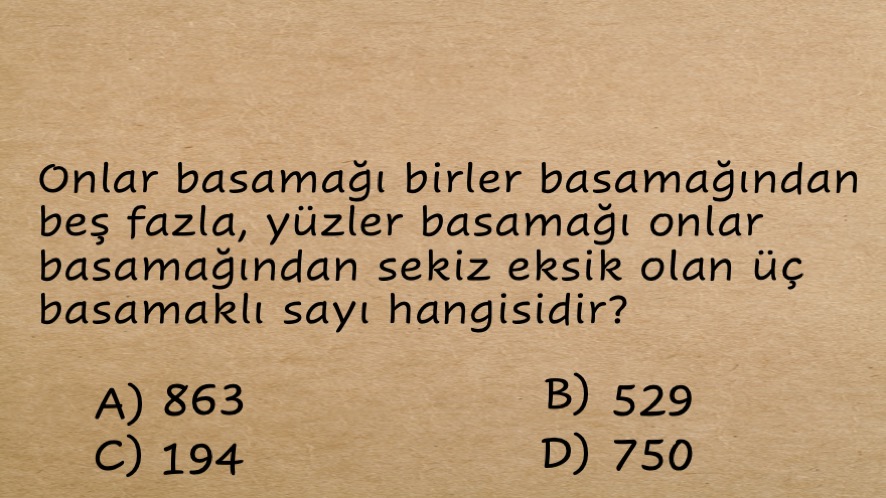 Onlar basamağı birler basamağından
beş fazla, yüzler basamağı onlar
basamağından sekiz eksik olan üç
basamaklı sayı hangisidir?
A) 863 B) 529
C) 194 D) 750